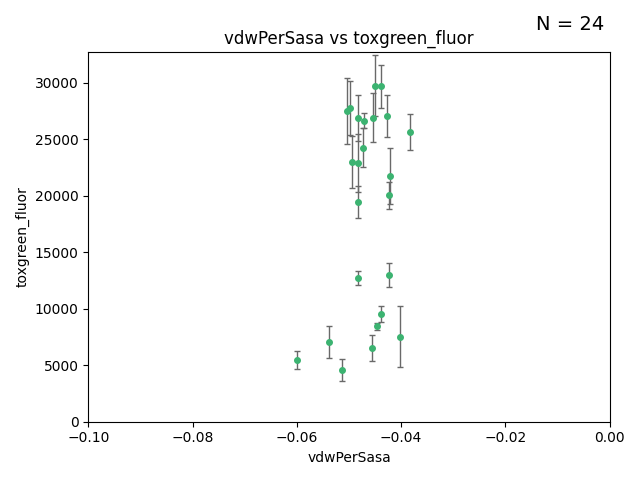 N = 24
vdwPerSasa vs toxgreen_fluor
30000
25000
20000
15000
10000
5000
0
toxgreen_fluor
−0.10 −0.08 −0.06 −0.04 −0.02 0.00
vdwPerSasa